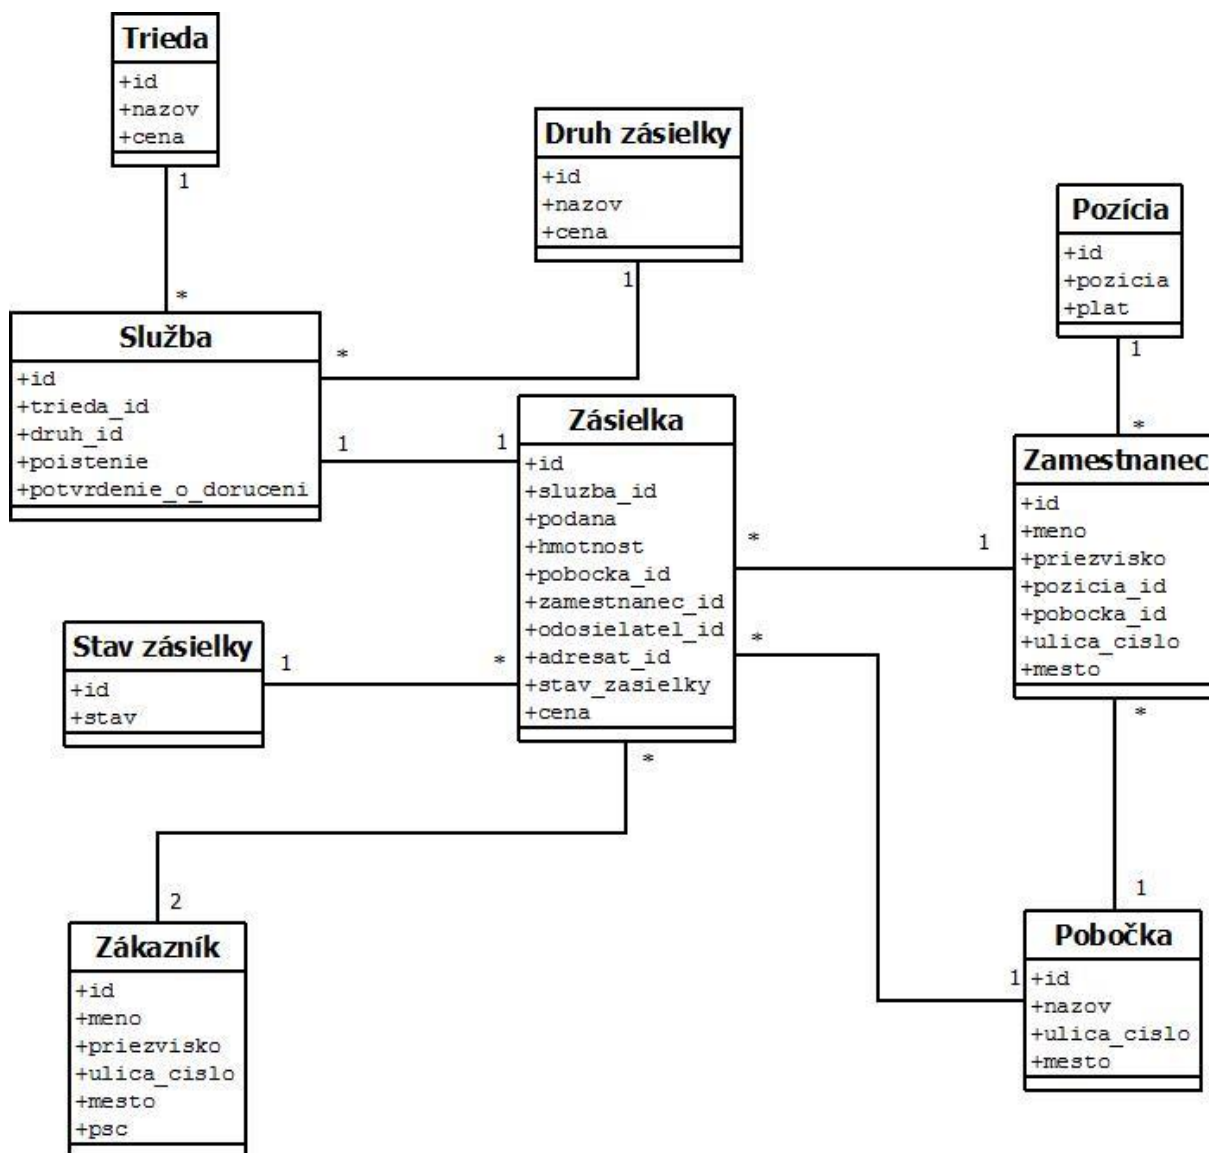 Trieda
+id
+nazov
+cena
1
*
Druh zásielky
+id
+nazov
+cena
1
*
Pozícia
+id
+pozicia
+plat
1
*
Služba
+id
+trieda_id
+druh_id
+poistenie
+potvrdenie_o_doruceni
1
1
Zásielka
+id
+sluzba_id
+podana
+hmotnost
+pobocka_id
+zamestnanec_id
+odosielatel_id
+adresat_id
+stav_zasielky
+cena
*
1
*
Zamestnanec
+id
+meno
+priezvisko
+pozicia_id
+pobocka_id
+ulica_cislo
+mesto
*
1
Stav zásielky
+id
+stav
1
*
*
2
Zákazník
+id
+meno
+priezvisko
+ulica_cislo
+mesto
+psc
1
Pobočka
+id
+nazov
+ulica_cislo
+mesto